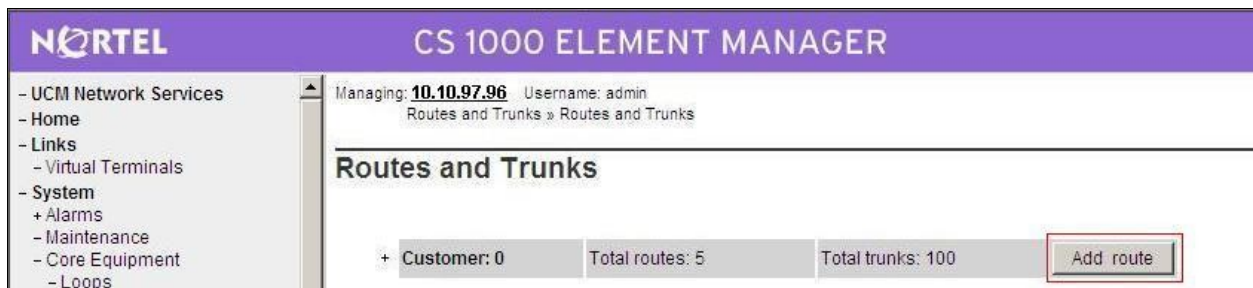 NORTEL CS 1000 ELEMENT MANAGER
- UCM Network Services
- Home
- Links
- Virtual Terminals
- System
+ Alarms
- Maintenance
- Core Equipment
- Loops
Managing: 10.10.97.96 Username: admin
Routes and Trunks » Routes and Trunks
Routes and Trunks
+ Customer: 0 Total routes: 5 Total trunks: 100 Add route